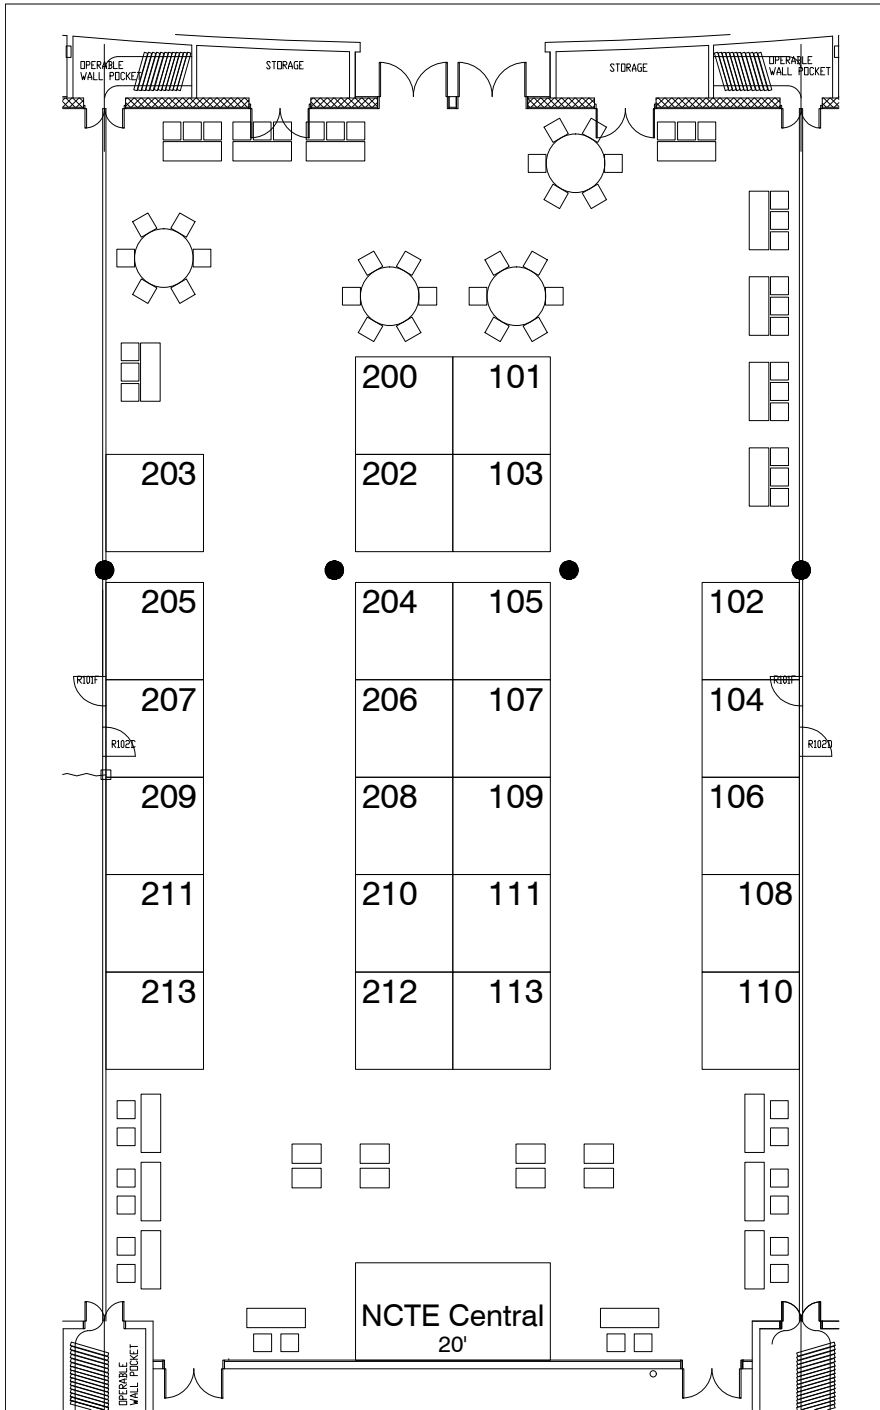 OPERABLE
WALL POCKET
STORAGE
STORAGE
OPERABLE
WALL POCKET
200
101
203
202
103
205
204
105
102
R101F
R101F
207
206
107
104
R102C
R102D
209
208
109
106
211
210
111
108
213
212
113
110
NCTE Central
20'
OPERABLE
WALL POCKET